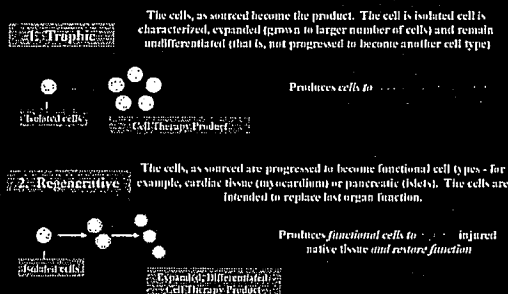 The cells, as sourced become the product. The cell is isolated cell is
1. Trophic
characterized, expanded (grown to larger number of cells) and remain
undifferentiated (that is, not progressed to become another cell type)
Produces cells to
Isolated cells
Cell Therapy Product
The cells, as sourced are progressed to become functional cell types - for
2. Regenerative
example, cardiac tissue (myocardium) or pancreatic (islets). The cells are
intended to replace lost organ function.
Produces functional cells to injured
native tissue and restore function
Isolated cells
Expanded, Differentiated
Cell Therapy Product